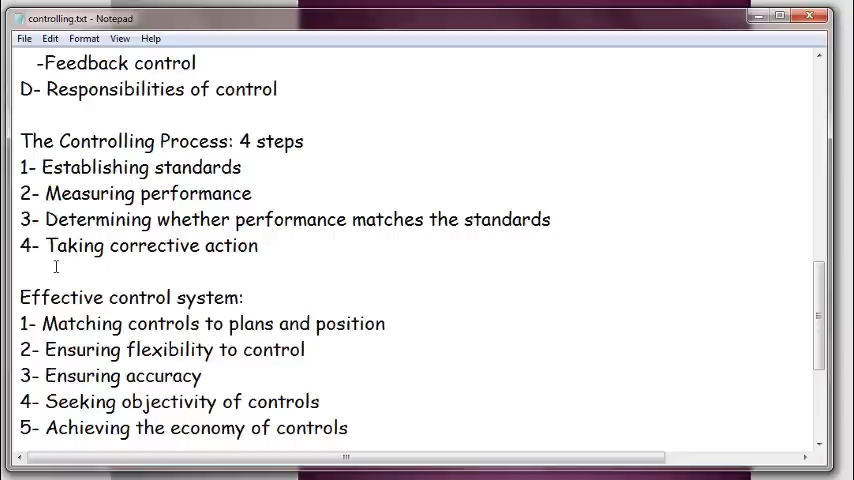 controlling.txt - Notepad
File Edit Format View Help
-Feedback control
D- Responsibilities of control
The Controlling Process: 4 steps
1- Establishing standards
2- Measuring performance
3- Determining whether performance matches the standards
4- Taking corrective action
Effective control system:
1- Matching controls to plans and position
2- Ensuring flexibility to control
3- Ensuring accuracy
4- Seeking objectivity of controls
5- Achieving the economy of controls